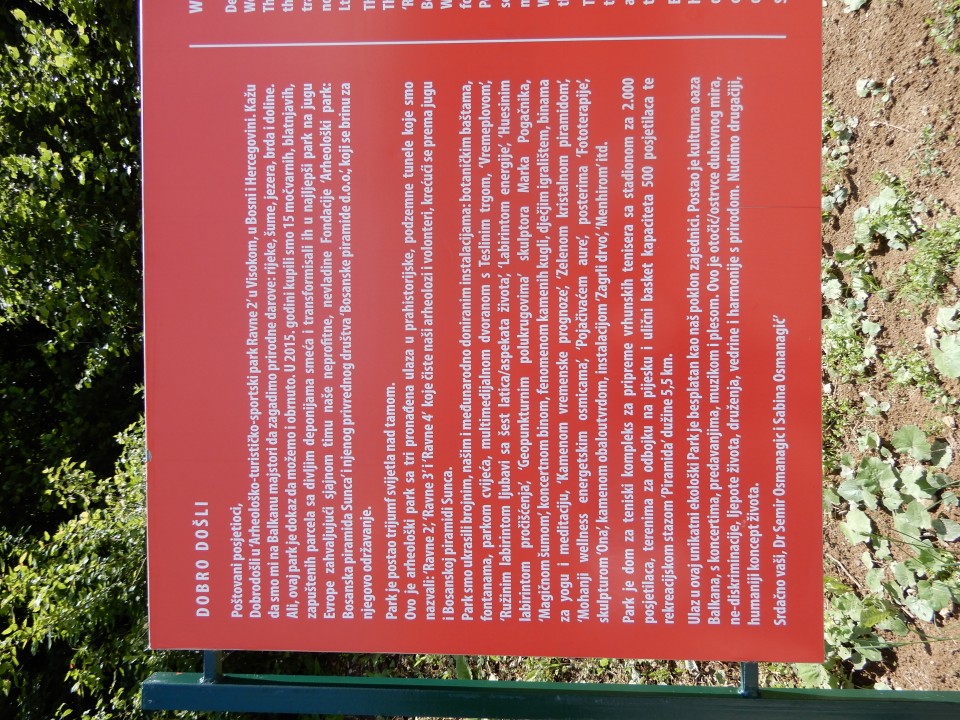 DOBRO DOŠLI
Poštovani posjetioci,
Dobrodošli u 'Arheološko-turističko-sportski park Ravne 2' u Visokom, u Bosni i Hercegovini. Kažu
da smo mi na Balkanu majstori da zagadimo prirodne darove: rijeke, šume, jezera, brda i doline.
Ali, ovaj park je dokaz da možemo i obrnuto. U 2015. godini kupili smo 15 močvarnih, blatnjavih,
zapuštenih parcela sa divljim deponijama smeća i transformisali ih u najljepši park na jugu
Evrope zahvaljujući sjajnom timu naše neprofitne, nevladine Fondacije 'Arheološki park:
Bosanska piramida Sunca' i njenog privrednog društva 'Bosanske piramide d.o.o.', koji se brinu za
njegovo održavanje.
Park je postao trijumf svijetla nad tamom.
Ovo je arheološki park sa tri pronađena ulaza u prahistorijske, podzemne tunele koje smo
nazvali: 'Ravne 2', 'Ravne 3' i 'Ravne 4' koje čiste naši arheolozi i volonteri, krećući se prema jugu
i Bosanskoj piramidi Sunca.
Park smo ukrasili brojnim, našim i međunarodno doniranim instalacijama: botaničkim baštama,
fontanama, parkom cvijeća, multimedijalnom dvoranom s Teslinim trgom, 'Vremeplovom',
'Ružinim labirintom ljubavi sa šest latica/aspekata života', 'Labirintom energije', 'Huesinim
labirintom pročišćenja', 'Geopunkturnim polukrugovima' skulptora Marka Pogačnika,
'Magičnom šumom', koncertnom binom, fenomenom kamenih kugli, dječjim igralištem, binama
za yogu i meditaciju, 'Kamenom vremenske prognoze', 'Zelenom kristalnom piramidom',
'Mohanji wellness energetskim osmicama', 'Pojačivačem aure', posterima 'Fototerapije',
skulpturom 'Ona', kamenom obaloutvrdom, instalacijom 'Zagrli drvo', 'Menhirom' i td.
Park je dom za teniski kompleks za pripreme vrhunskih tenisera sa stadionom za 2.000
posjetilaca, terenima za odbojku na pijesku i ulični basket kapaciteta 500 posjetilaca te
rekreacijskom stazom 'Piramida' dužine 5,5 km.
Ulaz u ovaj unikatni ekološki Park je besplatan kao naš poklon zajednici. Postao je kulturna oaza
Balkana, s koncertima, predavanjima, muzikom i plesom. Ovo je otočić/ostrvce duhovnog mira,
ne-diskriminacije, ljepote života, druženja, vedrine i harmonije s prirodom. Nudimo drugačiji,
humaniji koncept života.
Srdačno vaši, Dr Semir Osmanagic i Sabina Osmanagić'